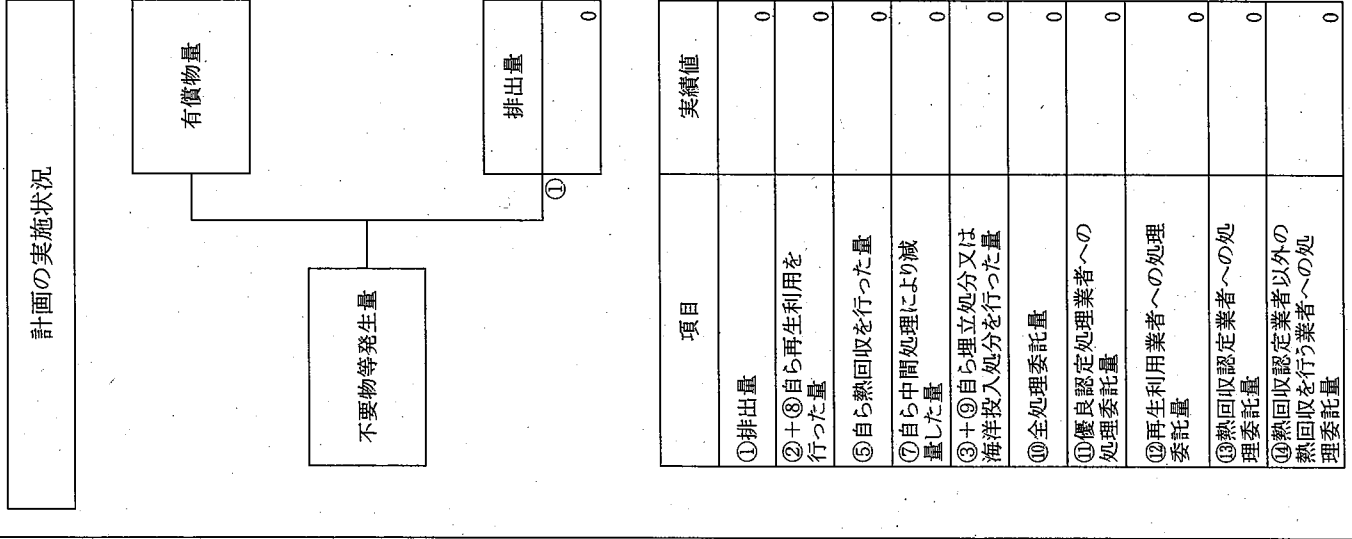 計画の実施状況
有償物量
不要物等発生量
排出量
①
0
項目
実績値
①排出量
0
②+⑧自ら再生利用を
行った量
0
⑤自ら熱回収を行った量
0
⑦自ら中間処理により減
量した量
0
③+⑨自ら埋立処分又は
海洋投入処分を行った量
0
⑩全処理委託量
0
⑪優良認定処理業者への
処理委託量
0
⑫再生利用業者への処理
委託量
0
⑬熱回収認定業者への処
理委託量
0
⑭熱回収認定業者以外の
熱回収を行う業者への処
理委託量
0